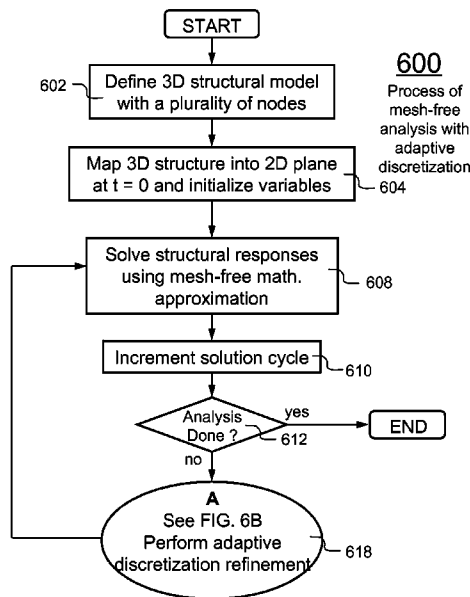 START
600
Process of
mesh-free
analysis with
adaptive
discretization
602
Define 3D structural model
with a plurality of nodes
Map 3D structure into 2D plane
at t = 0 and initialize variables
604
Solve structural responses
using mesh-free math.
approximation
608
Increment solution cycle
610
Analysis
Done ?
612
yes
END
no
A
See FIG. 6B
Perform adaptive
discretization refinement
618